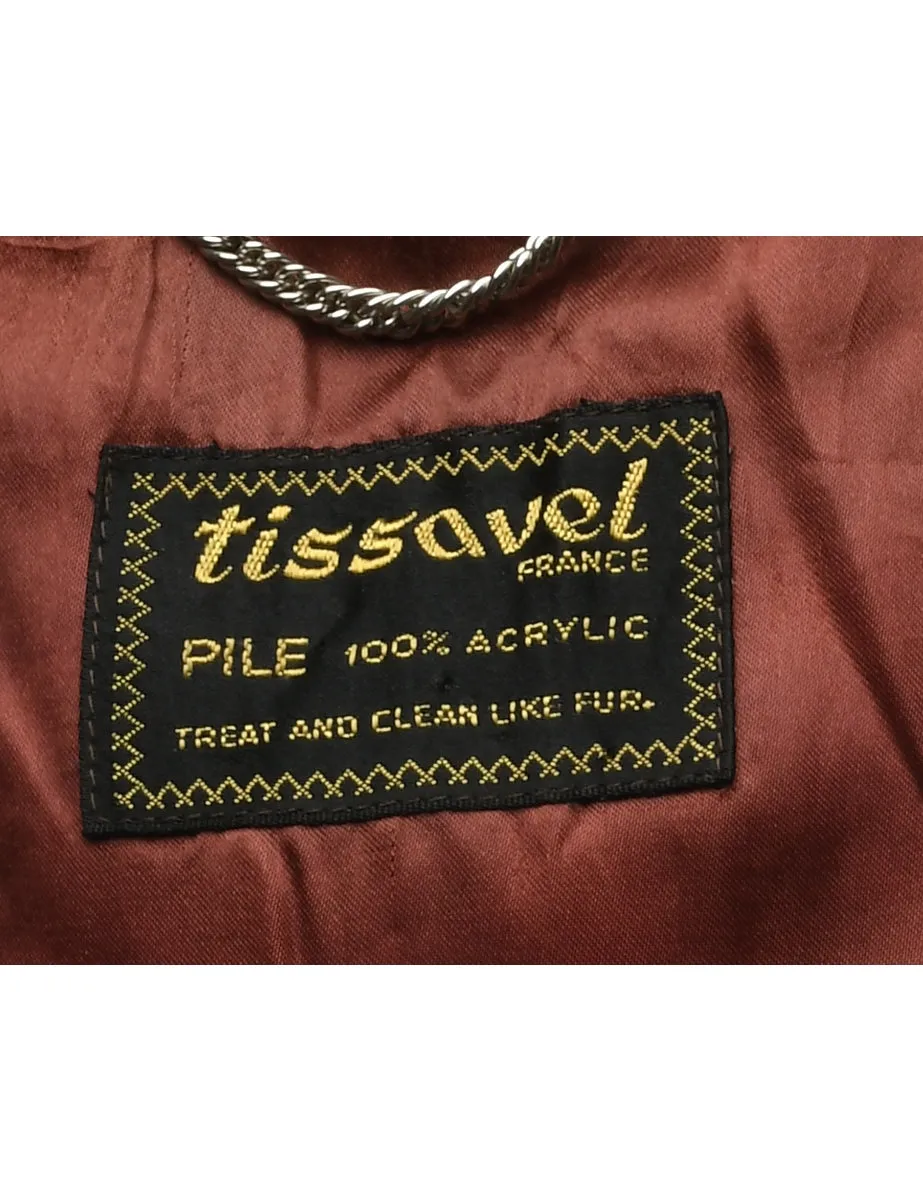 tissavel
FRANCE
PILE 100% ACRYLIC
TREAT AND CLEAN LIKE FUR.